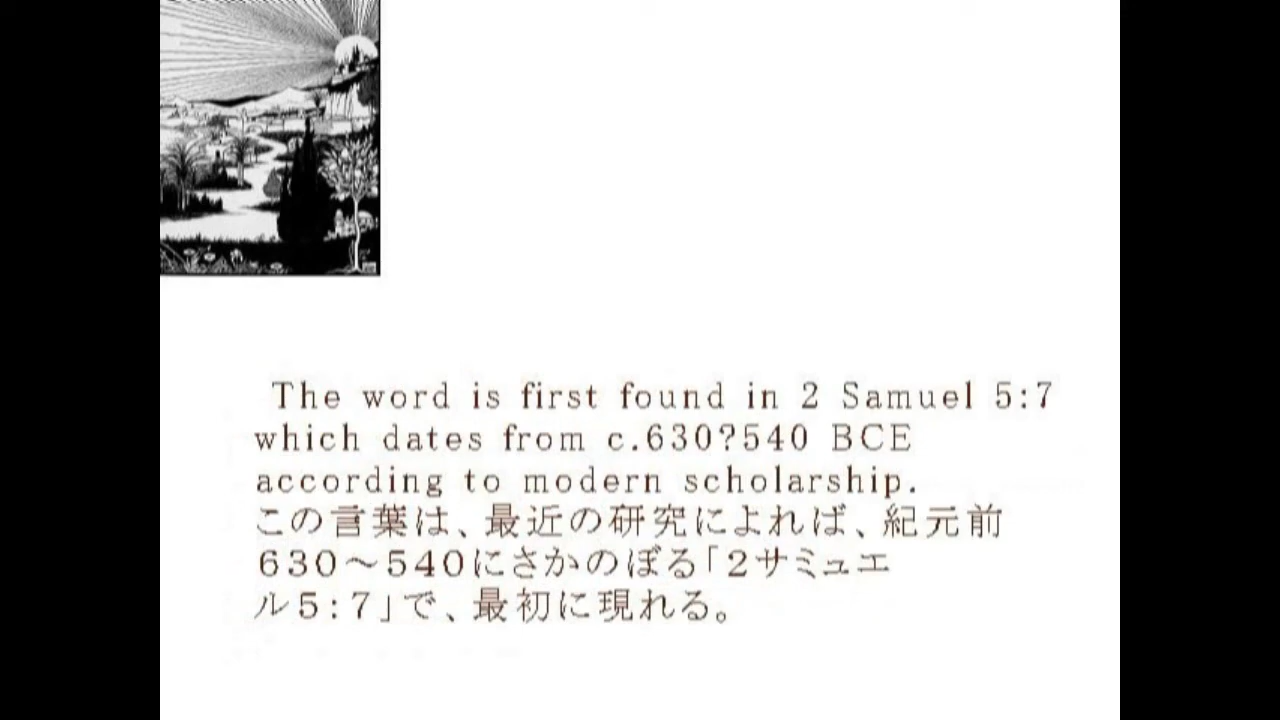 The word is first found in 2 Samuel 5:7
which dates from c.630?540 BCE
according to modern scholarship.
この言葉は、最近の研究によれば、紀元前
630～540にさかのぼる「2サミュエ
ル5:7」で、最初に現れる。